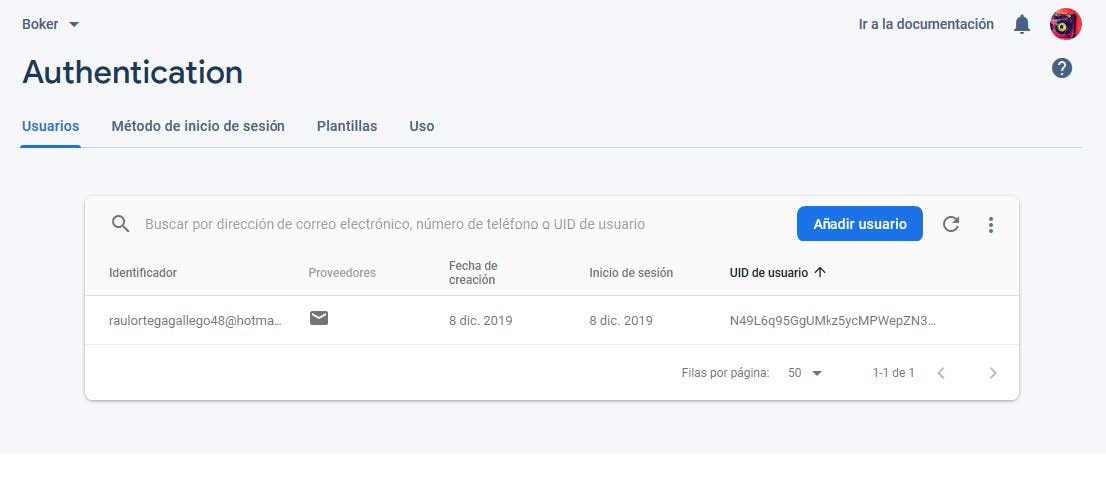 Boker
Ir a la documentación
Authentication
Usuarios Método de inicio de sesión Plantillas Uso
Buscar por dirección de correo electrónico, número de teléfono o UID de usuario
Añadir usuario
Identificador Proveedores Fecha de creación Inicio de sesión UID de usuario
raulortegagallego48@hotma... 8 dic. 2019 8 dic. 2019 N49L6q95GgUMkz5ycMPWepZN3...
Filas por página: 50 1-1 de 1